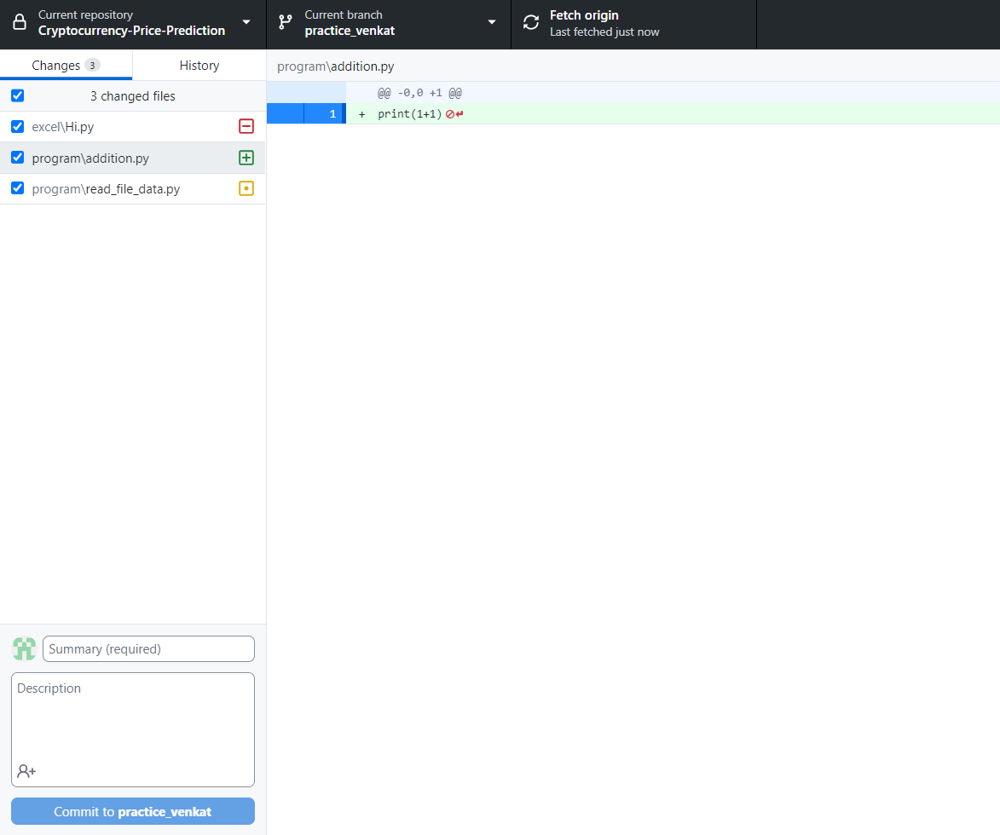 Current repository
Cryptocurrency-Price-Prediction
Current branch
practice_venkat
Fetch origin
Last fetched just now
Changes 3
History
3 changed files
excel\Hi.py
program\addition.py
program\read_file_data.py
program\addition.py
@@ -0,0 +1 @@
1 + print(1+1)
Summary (required)
Description
Commit to practice_venkat